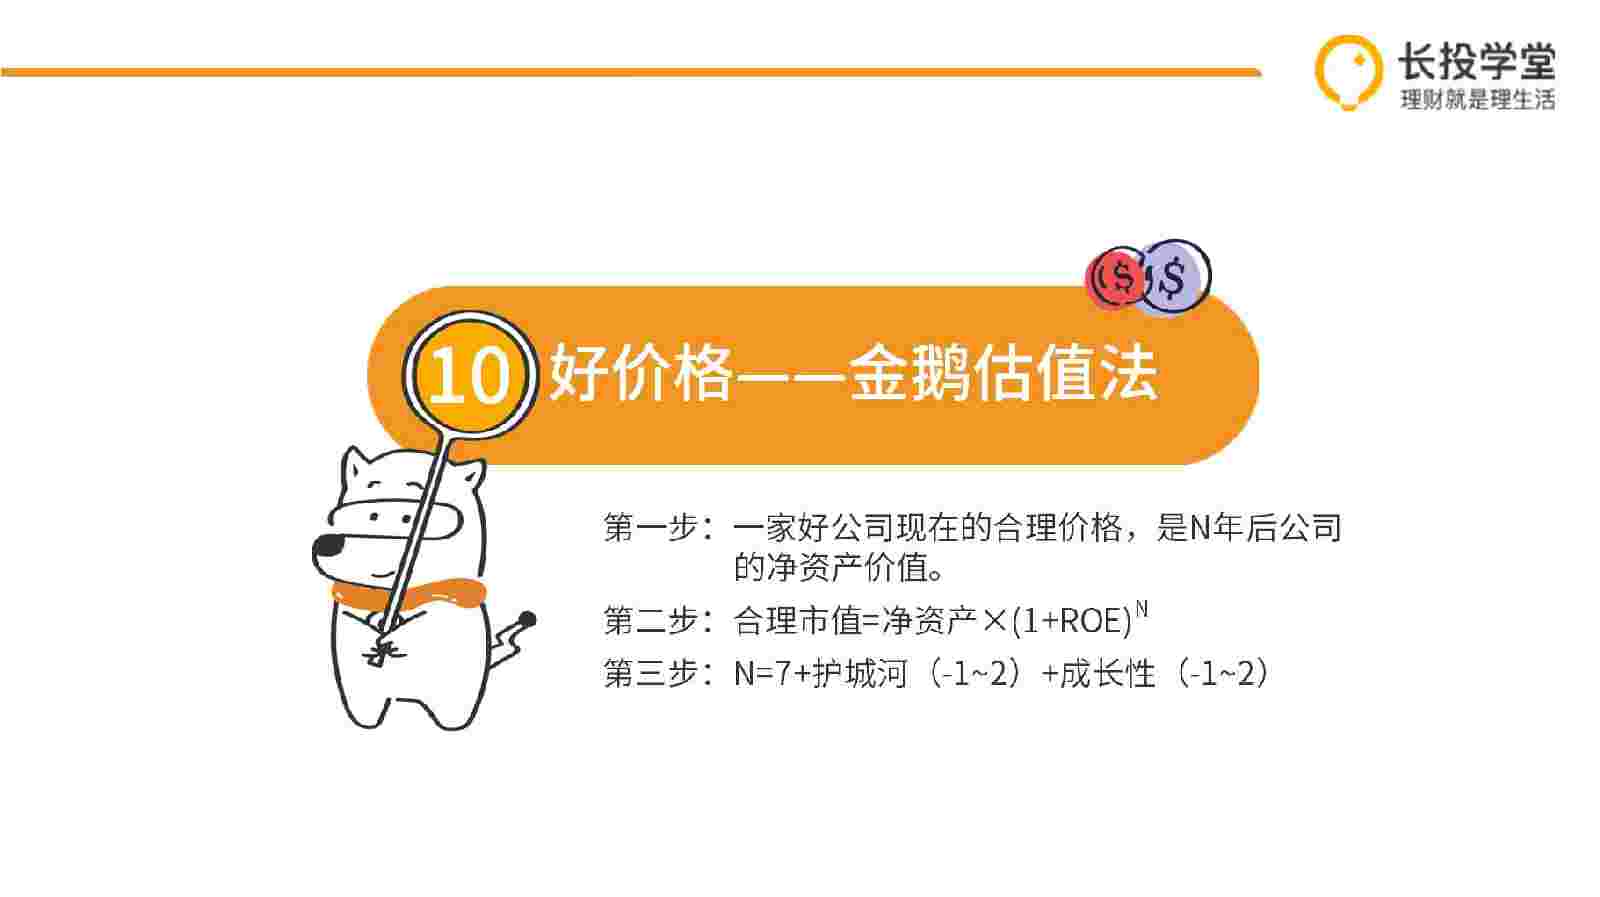 长投学堂
理财就是理生活
10 好价格——金鹅估值法
第一步：一家好公司现在的合理价格，是N年后公司
的净资产价值。
第二步：合理市值=净资产×(1+ROE)^N
第三步：N=7+护城河（-1~2）+成长性（-1~2）